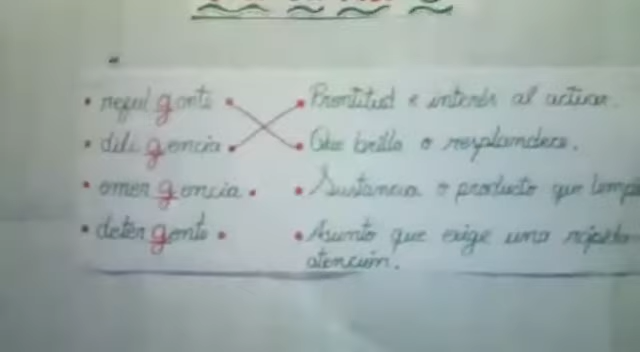 • refulgente • • Prontitud e interés al actuar.
• diligencia • • Que brilla o resplandece.
• emergencia • • Sustancia o producto que limpi
• detergente • • Asunto que exige una
atención.